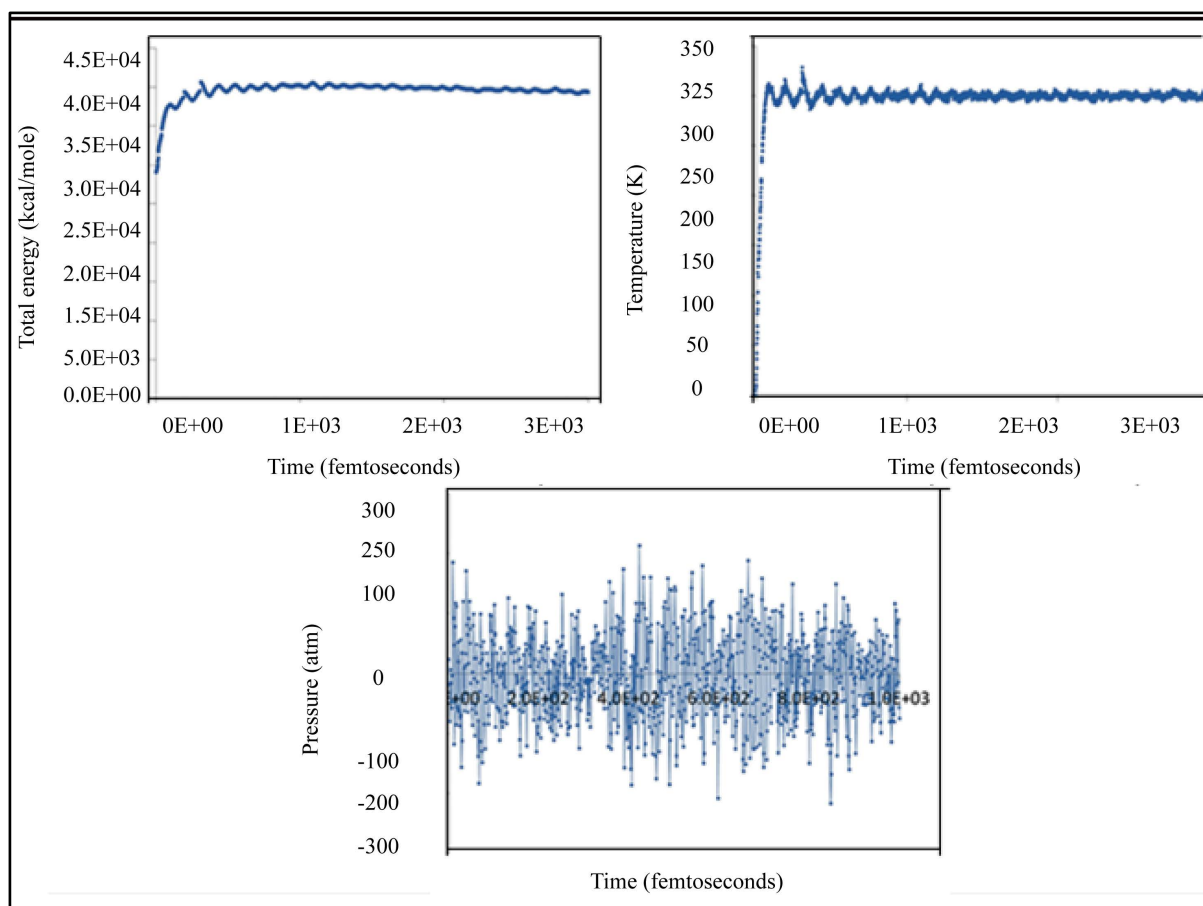 4.5E+04
4.0E+04
3.5E+04
3.0E+04
2.5E+04
2.0E+04
1.5E+04
5.0E+03
0.0E+00
Total energy (kcal/mole)
0E+00 1E+03 2E+03 3E+03
Time (femtoseconds)
350
325
300
250
200
150
100
50
0
Temperature (K)
0E+00 1E+03 2E+03 3E+03
Time (femtoseconds)
300
250
100
0
-100
-200
-300
Pressure (atm)
E+00 2.0E+02 4.0E+02 6.0E+02 8.0E+02 1.0E+03
Time (femtoseconds)